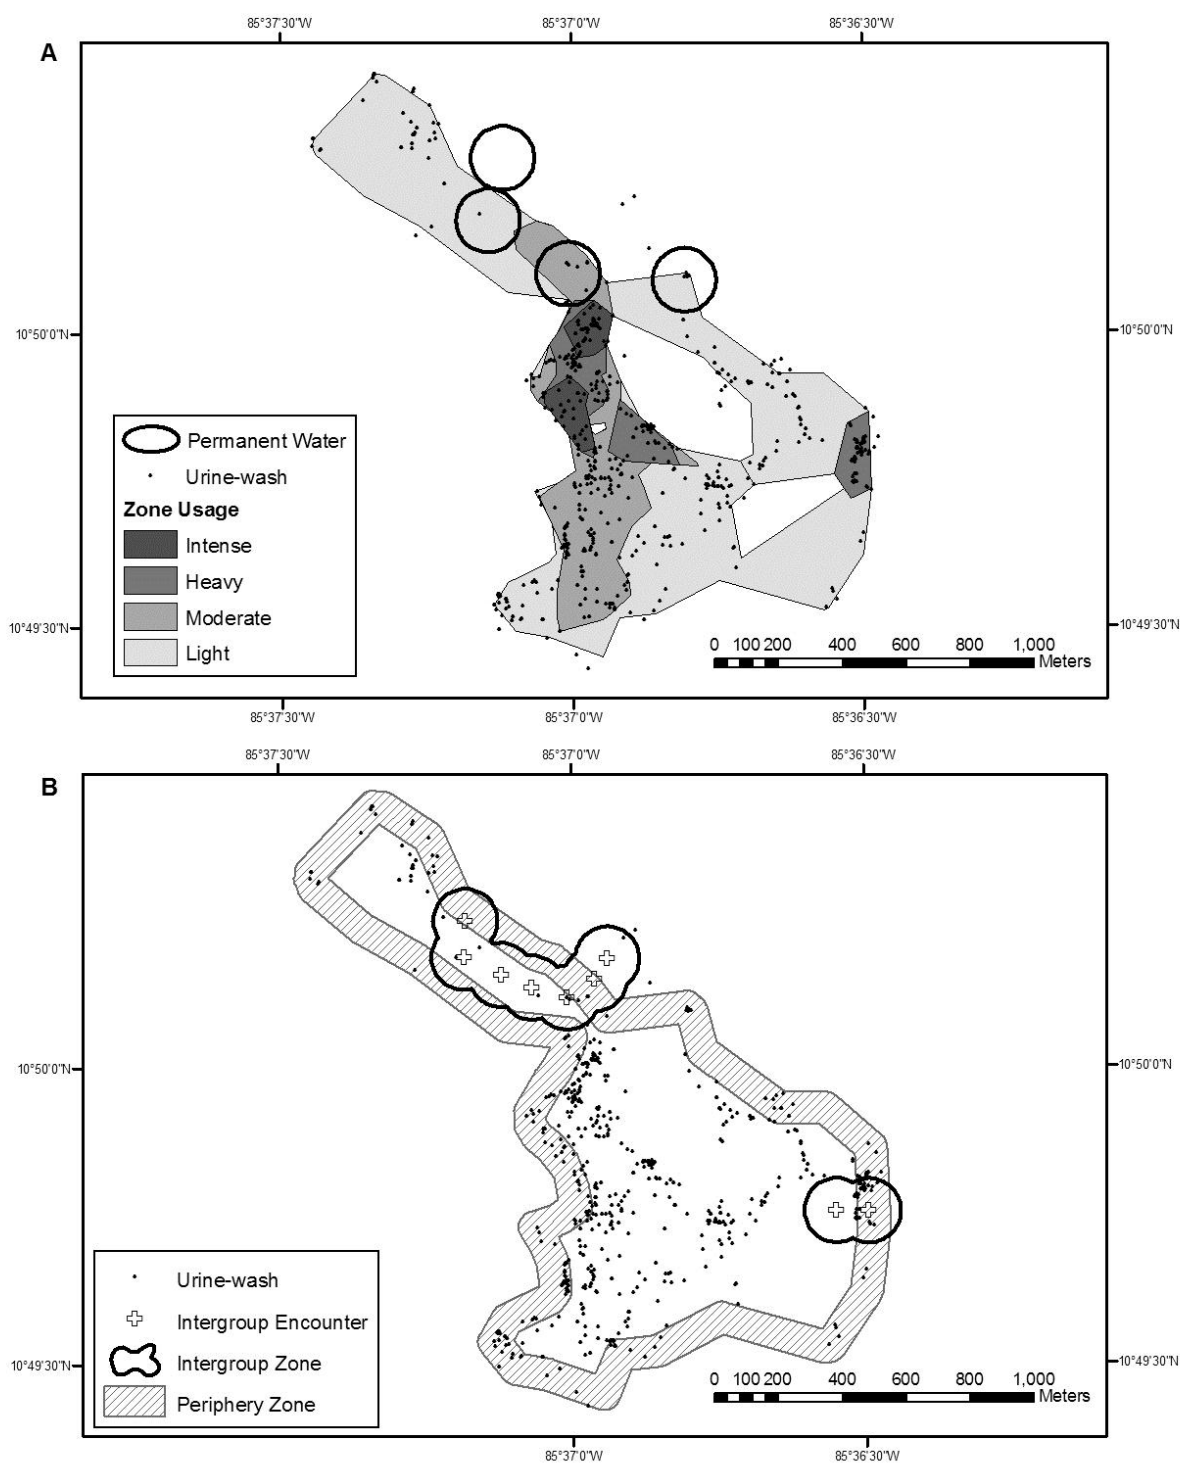 85°37'30"W 85°37'0"W 85°36'30"W
A
10°50'0"N 10°50'0"N
Permanent Water
Urine-wash
Zone Usage
Intense
Heavy
Moderate
Light
10°49'30"N 10°49'30"N
0 100 200 400 600 800 1,000
Meters
85°37'30"W 85°37'0"W 85°36'30"W
85°37'30"W 85°37'0"W 85°36'30"W
B
10°50'0"N 10°50'0"N
Urine-wash
Intergroup Encounter
Intergroup Zone
Periphery Zone
10°49'30"N 10°49'30"N
0 100 200 400 600 800 1,000
Meters
85°37'0"W 85°36'30"W